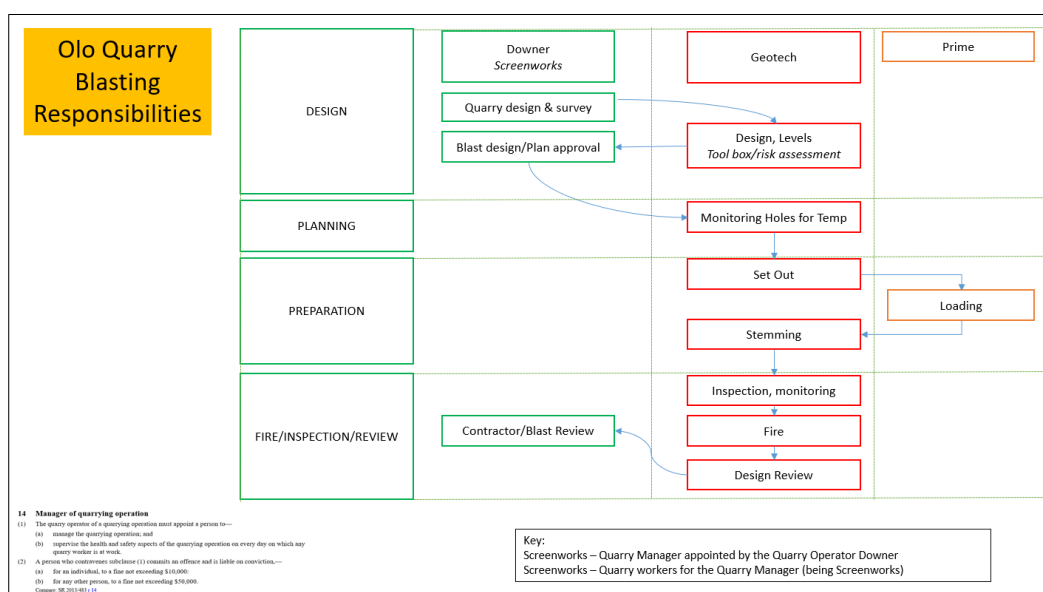 Olo Quarry
Blasting
Responsibilities
DESIGN
Downer
Screenworks
Geotech
Prime
Quarry design & survey
Design, Levels
Tool box/risk assessment
Blast design/Plan approval
PLANNING
Monitoring Holes for Temp
PREPARATION
Set Out
Loading
Stemming
FIRE/INSPECTION/REVIEW
Inspection, monitoring
Contractor/Blast Review
Fire
Design Review
14 Manager of quarrying operation
(1) The quarry operator of a quarrying operation must appoint a person to—
(a) manage the quarrying operation; and
(b) supervise the health and safety aspects of the quarrying operation on every day on which any
quarry worker is at work.
(2) A person who contravenes subclause (1) commits an offence and is liable on conviction,—
(a) for an individual, to a fine not exceeding $10,000:
(b) for any other person, to a fine not exceeding $50,000.
Compare: SR 2013/483 r 14
Key:
Screenworks – Quarry Manager appointed by the Quarry Operator Downer
Screenworks – Quarry workers for the Quarry Manager (being Screenworks)